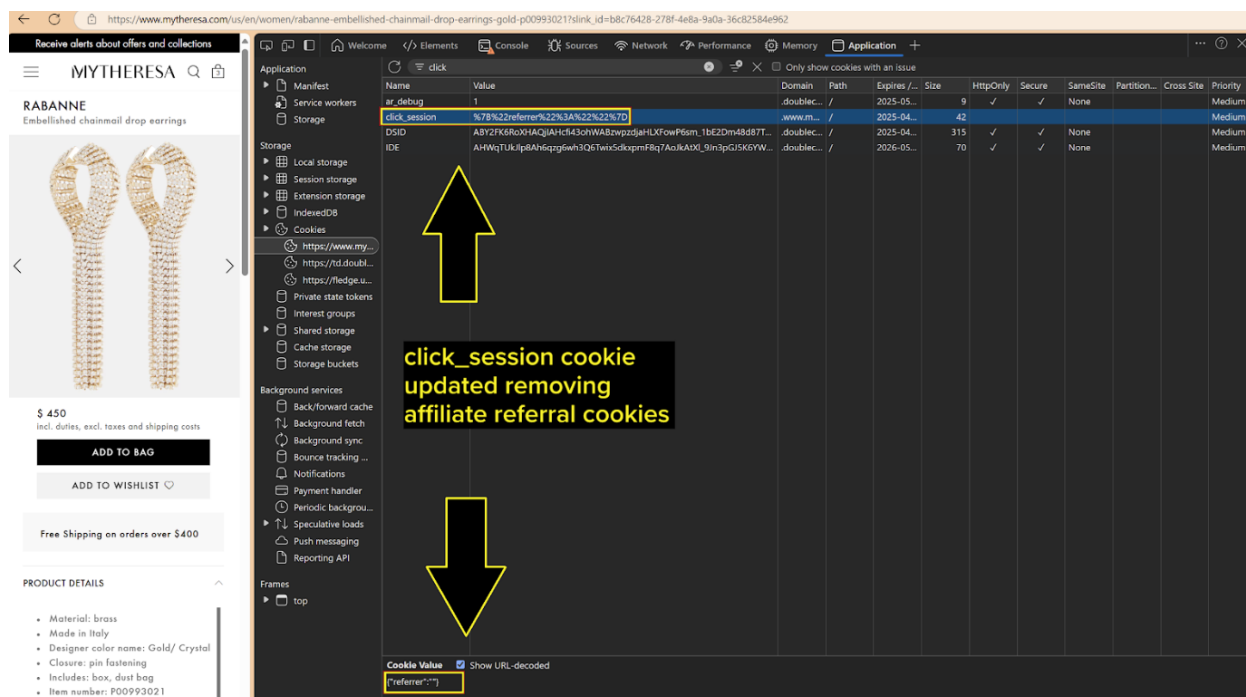 https://www.mytheresa.com/us/en/women/rabanne-embellished-chainmail-drop-earrings-gold-p00993021?slink_id=b8c76428-278f-4e8a-9a0a-36c82584e962
Receive alerts about offers and collections
MYTHERESA
3
RABANNE
Embellished chainmail drop earrings
$ 450
incl. duties, excl. taxes and shipping costs
ADD TO BAG
ADD TO WISHLIST
Free Shipping on orders over $400
PRODUCT DETAILS
• Material: brass
• Made in Italy
• Designer color name: Gold/ Crystal
• Closure: pin fastening
• Includes: box, dust bag
• Item number: P00993021
Welcome Elements Console Sources Network Performance Memory Application
Application
Manifest
Service workers
Storage
Storage
Local storage
Session storage
Extension storage
IndexedDB
Cookies
https://www.my...
https://td.doubl...
https://fledge.u...
Private state tokens
Interest groups
Shared storage
Cache storage
Storage buckets
Background services
Back/forward cache
Background fetch
Background sync
Bounce tracking ...
Notifications
Payment handler
Periodic backgrou...
Speculative loads
Push messaging
Reporting API
Frames
top
click
Only show cookies with an issue
Name Value Domain Path Expires /... Size HttpOnly Secure SameSite Partition... Cross Site Priority
ar_debug 1 .doublec... / 2025-05... 9 ✓ ✓ None Medium
click_session %7B%22referrer%22%3A%22%22%7D .www.m... / 2025-04... 42 Medium
DSID .doublec... / 2025-04... 315 ✓ ✓ None Medium
IDE .doublec... / 2026-05... 70 ✓ ✓ None Medium
click_session cookie
updated removing
affiliate referral cookies
Cookie Value Show URL-decoded
{"referrer":""}